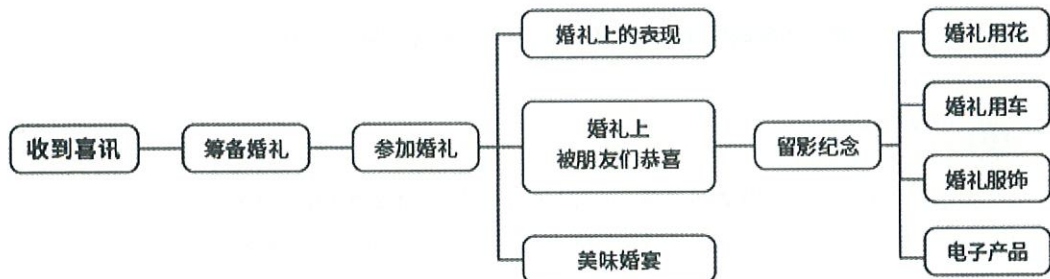 收到喜讯
筹备婚礼
参加婚礼
婚礼上的表现
婚礼上
被朋友们恭喜
美味婚宴
留影纪念
婚礼用花
婚礼用车
婚礼服饰
电子产品